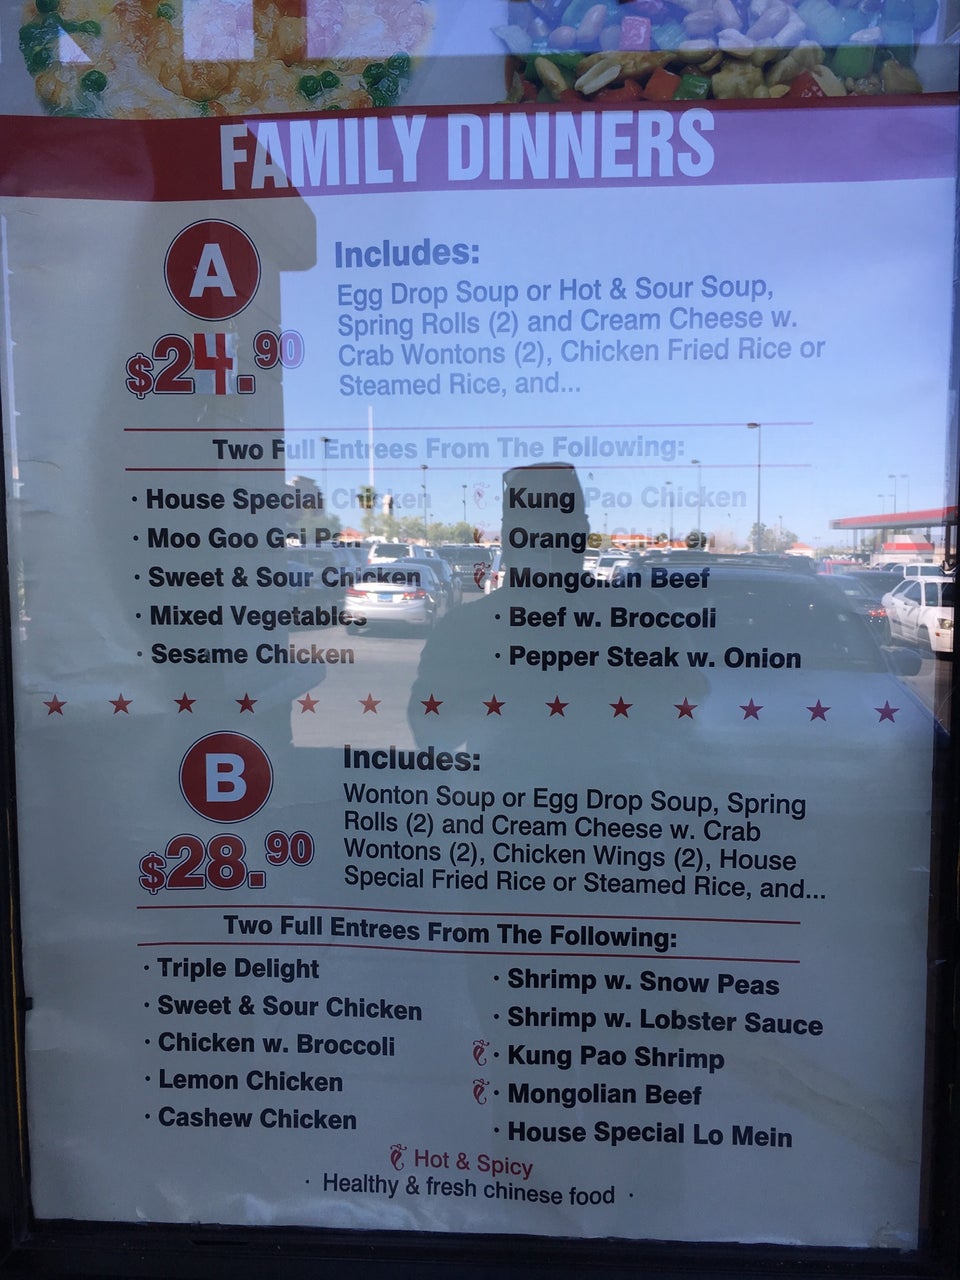 FAMILY DINNERS
A
$24.90
Includes:
Egg Drop Soup or Hot & Sour Soup,
Spring Rolls (2) and Cream Cheese w.
Crab Wontons (2), Chicken Fried Rice or
Steamed Rice, and...
Two Full Entrees From The Following:
· House Special Chicken
· Moo Goo Gai Pan
· Sweet & Sour Chicken
· Mixed Vegetables
· Sesame Chicken
· Kung Pao Chicken
· Orange Chicken
· Mongolian Beef
· Beef w. Broccoli
· Pepper Steak w. Onion
B
$28.90
Includes:
Wonton Soup or Egg Drop Soup, Spring
Rolls (2) and Cream Cheese w. Crab
Wontons (2), Chicken Wings (2), House
Special Fried Rice or Steamed Rice, and...
Two Full Entrees From The Following:
· Triple Delight
· Sweet & Sour Chicken
· Chicken w. Broccoli
· Lemon Chicken
· Cashew Chicken
· Shrimp w. Snow Peas
· Shrimp w. Lobster Sauce
· Kung Pao Shrimp
· Mongolian Beef
· House Special Lo Mein
Hot & Spicy
· Healthy & fresh chinese food ·